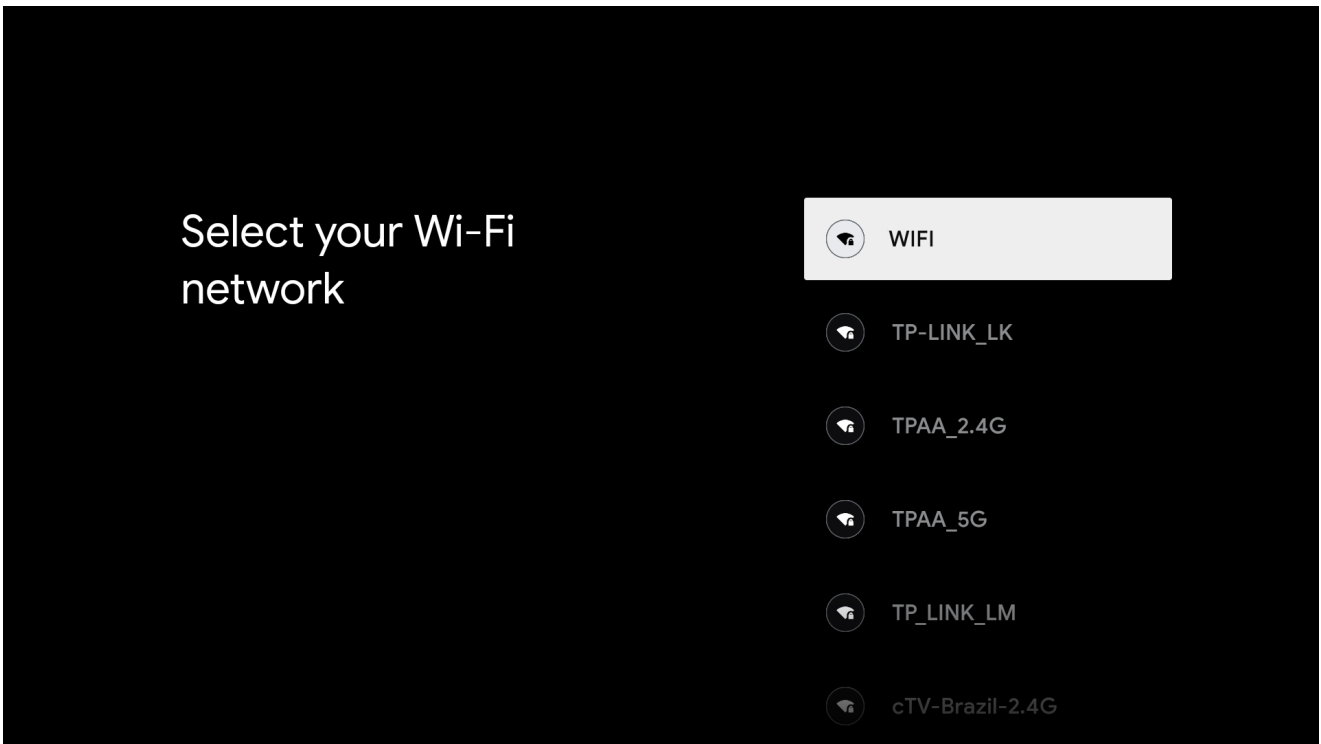 Select your Wi-Fi
network
WIFI
TP-LINK_LK
TPAA_2.4G
TPAA_5G
TP_LINK_LM
cTV-Brazil-2.4G